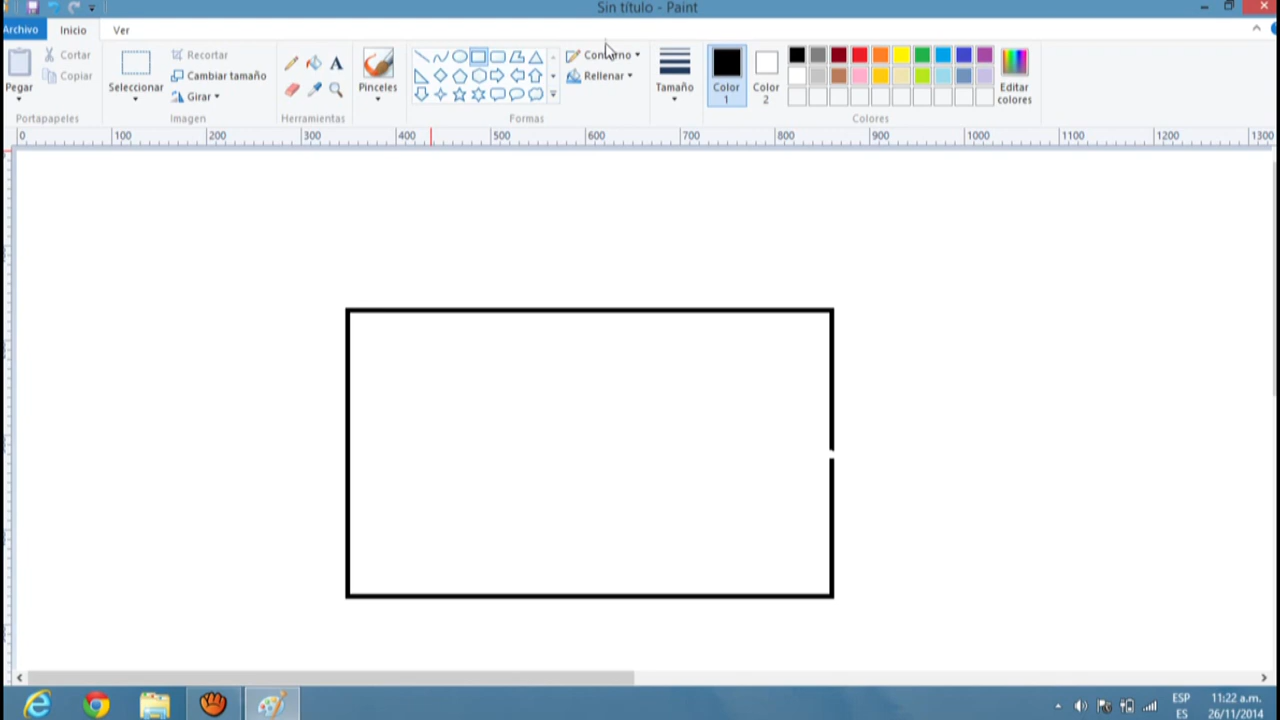 Sin título - Paint
Archivo Inicio Ver
Pegar
Cortar
Copiar
Portapapeles
Seleccionar
Recortar
Cambiar tamaño
Girar
Imagen
A
Herramientas
Pinceles
Formas
Contorno
Rellenar
Tamaño
Color
1
Color
2
Editar
colores
Colores
0 100 200 300 400 500 600 700 800 900 1000 1100 1200 1300
ESP
ES
11:22 a.m.
26/11/2014